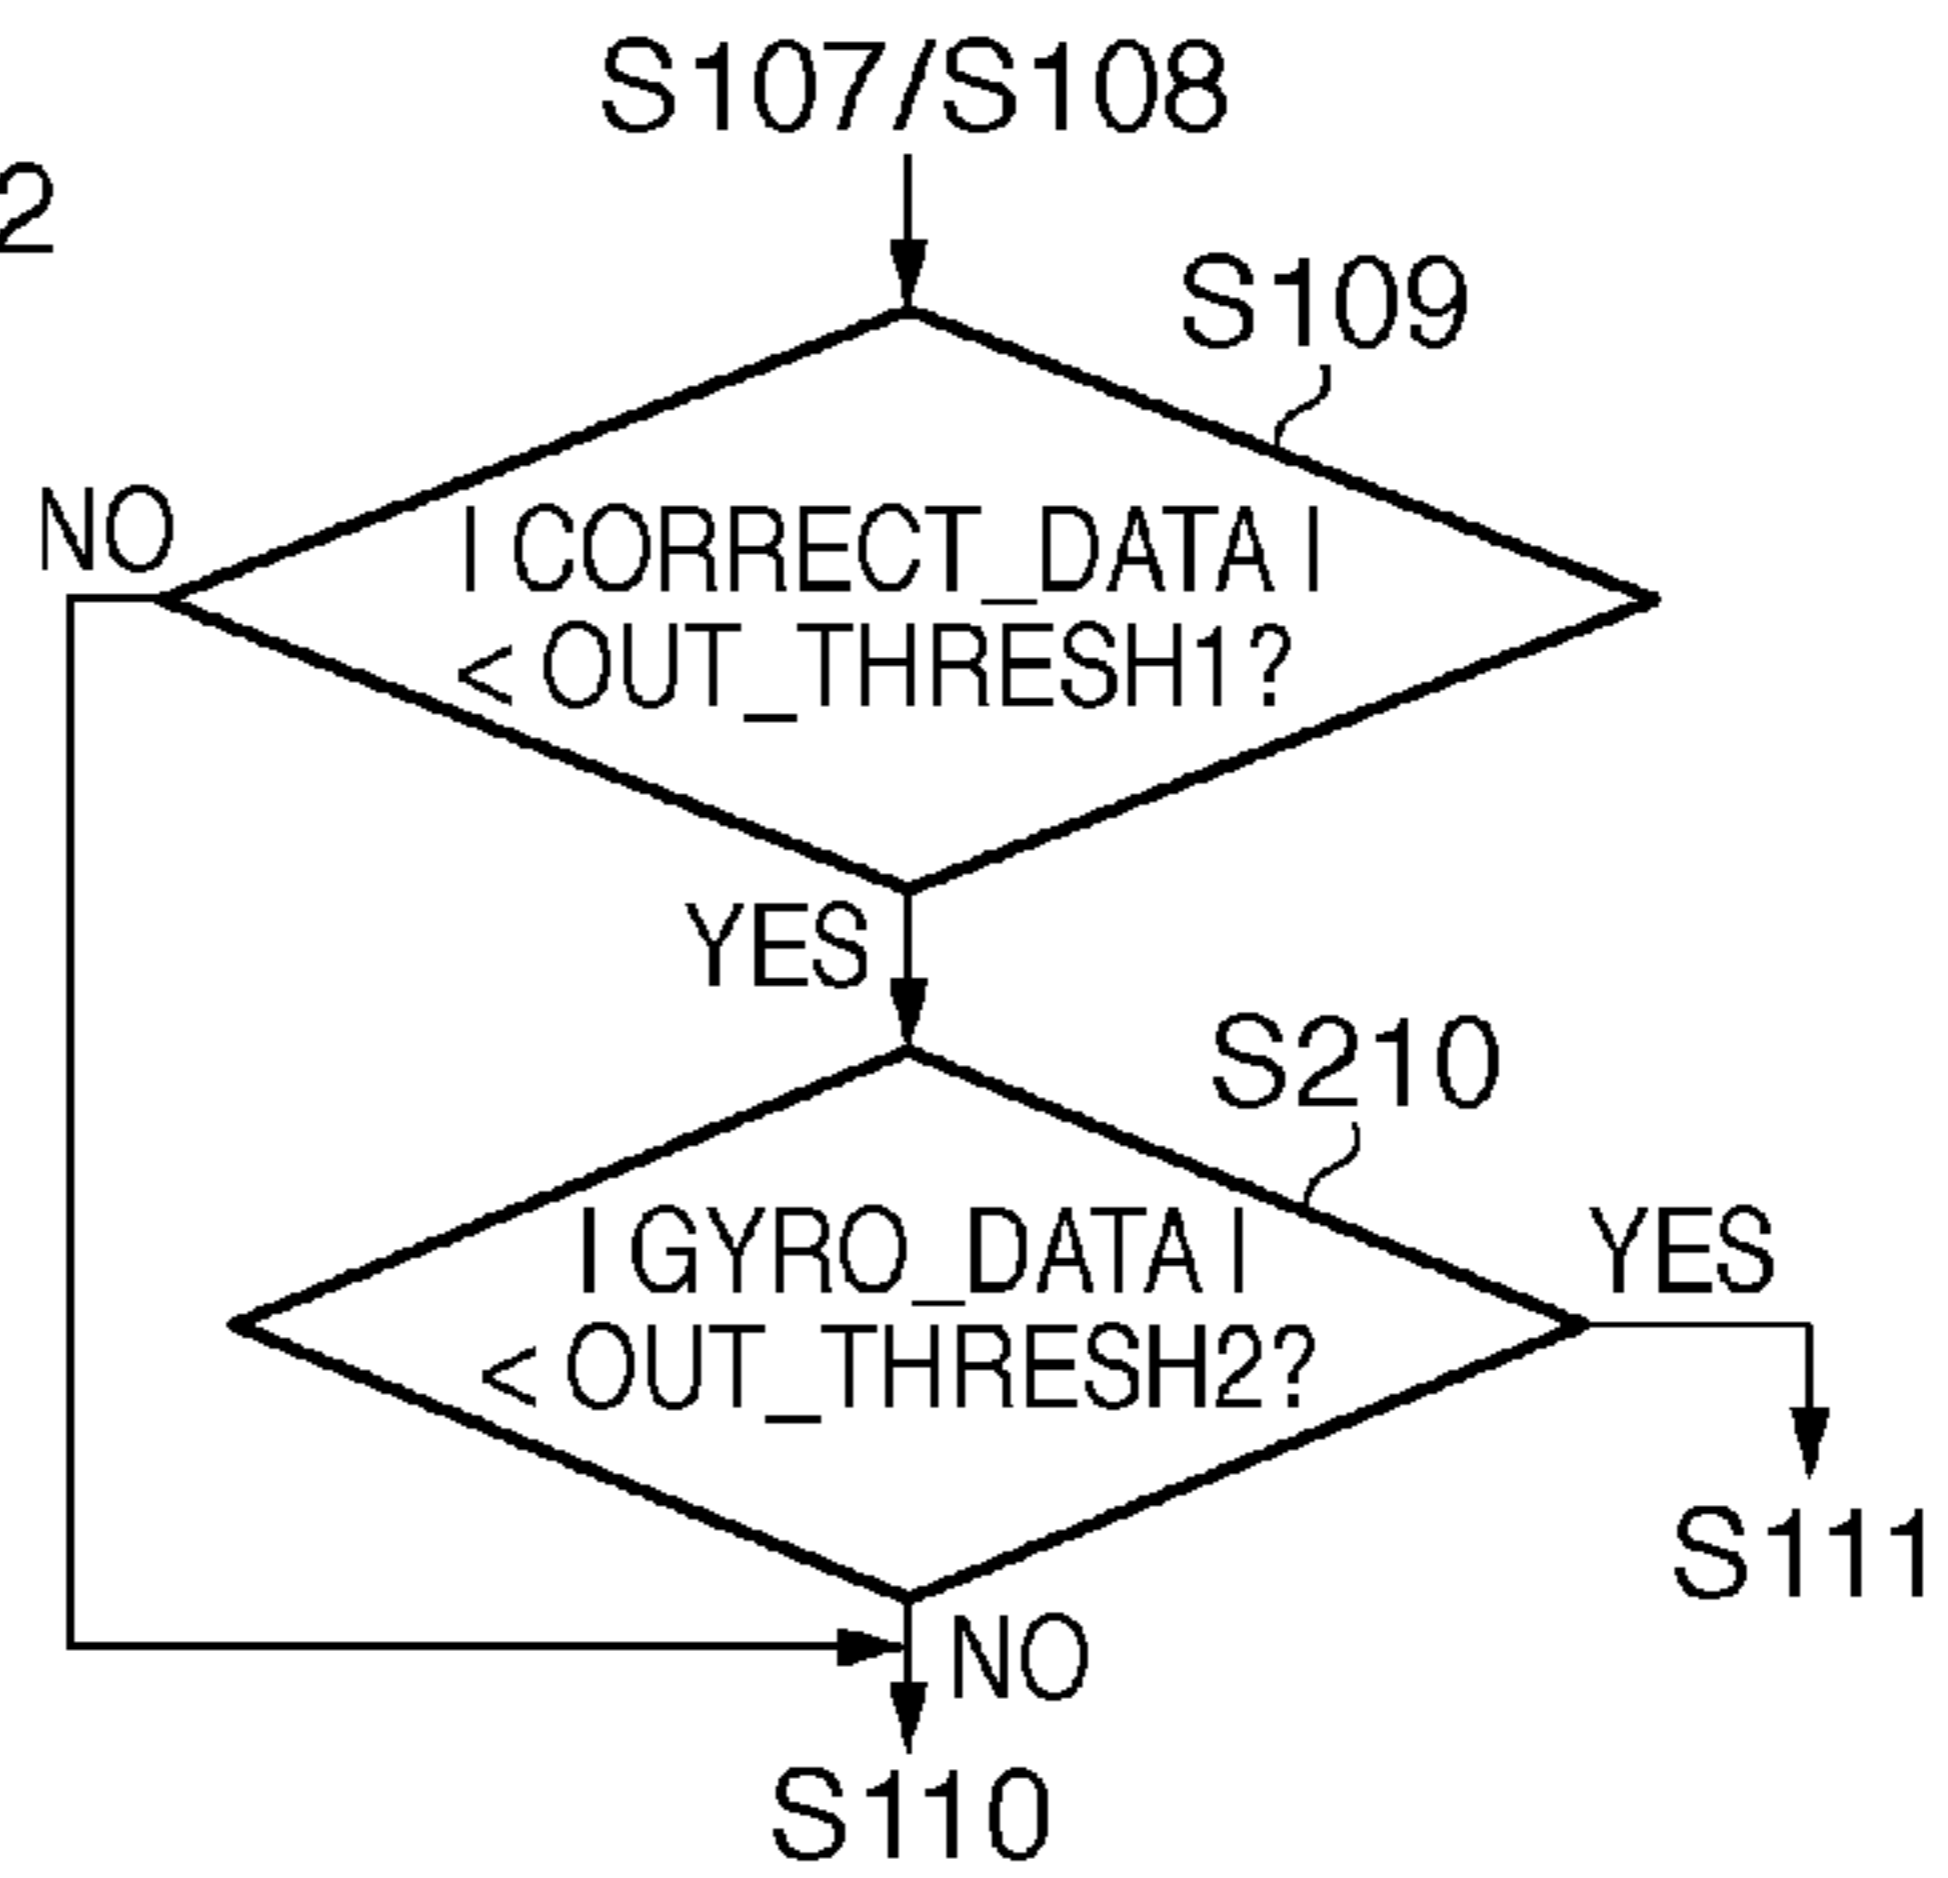 S107/S108
2
S109
NO
| CORRECT_DATA |
< OUT_THRESH1?
YES
S210
| GYRO_DATA |
< OUT_THRESH2?
YES
S111
NO
S110